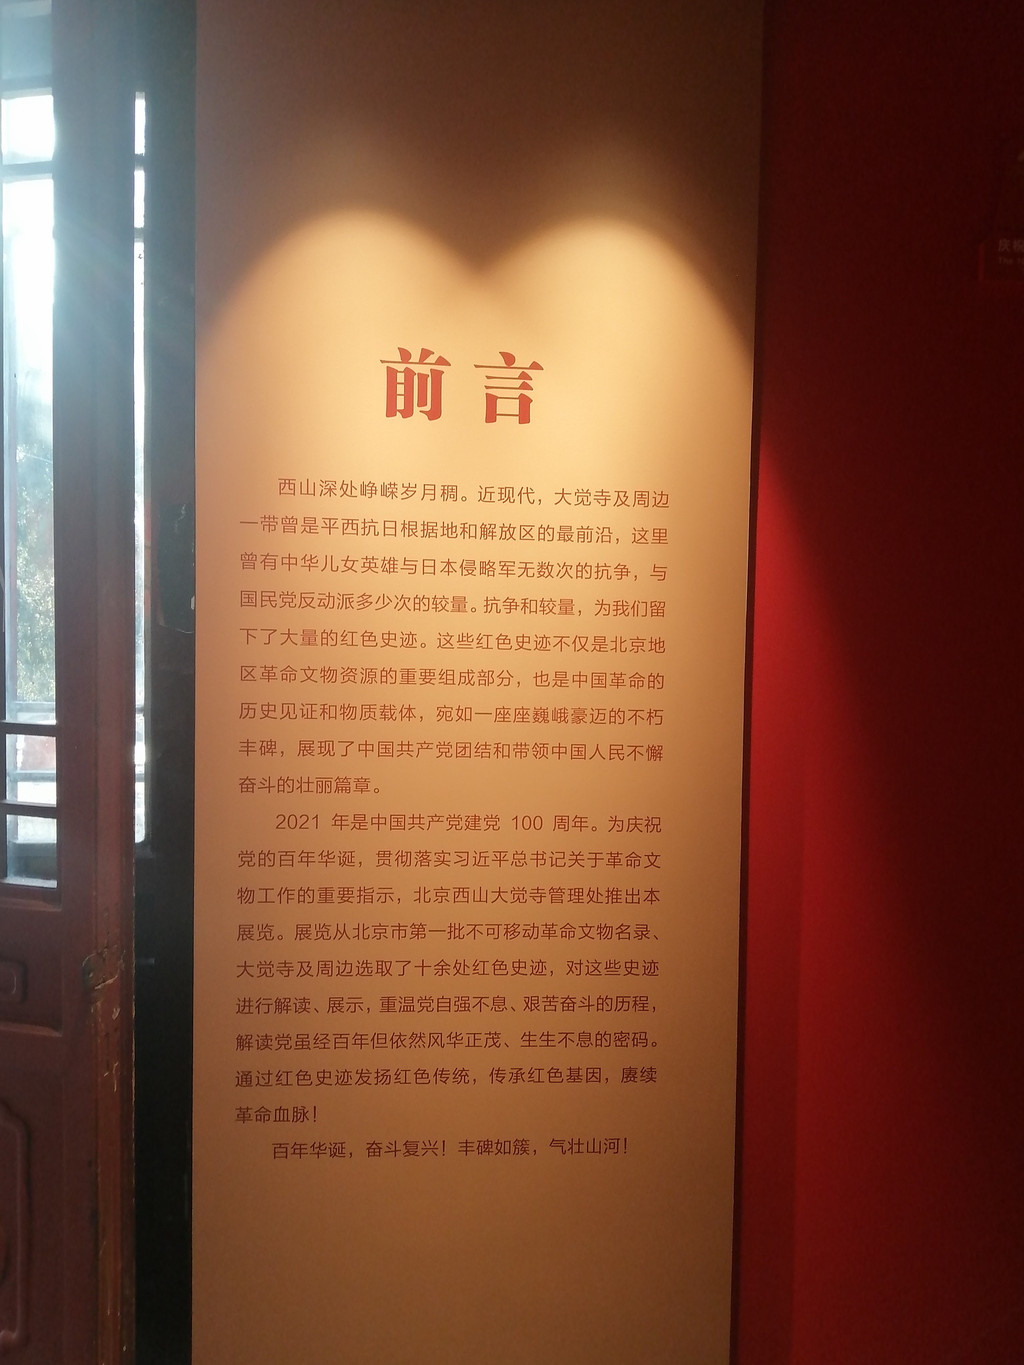 前言
西山深处峥嵘岁月稠。近现代，大觉寺及周边
一带曾是平西抗日根据地和解放区的最前沿，这里
曾有中华儿女英雄与日本侵略军无数次的抗争，与
国民党反动派多少次的较量。抗争和较量，为我们留
下了大量的红色史迹。这些红色史迹不仅是北京地
区革命文物资源的重要组成部分，也是中国革命的
历史见证和物质载体，宛如一座座巍峨豪迈的不朽
丰碑，展现了中国共产党团结和带领中国人民不懈
奋斗的壮丽篇章。
2021 年是中国共产党建党 100 周年。为庆祝
党的百年华诞，贯彻落实习近平总书记关于革命文
物工作的重要指示，北京西山大觉寺管理处推出本
展览。展览从北京市第一批不可移动革命文物名录、
大觉寺及周边选取了十余处红色史迹，对这些史迹
进行解读、展示，重温党自强不息、艰苦奋斗的历程，
解读党虽经百年但依然风华正茂、生生不息的密码。
通过红色史迹发扬红色传统，传承红色基因，赓续
革命血脉！
百年华诞，奋斗复兴！丰碑如簇，气壮山河！
庆祝